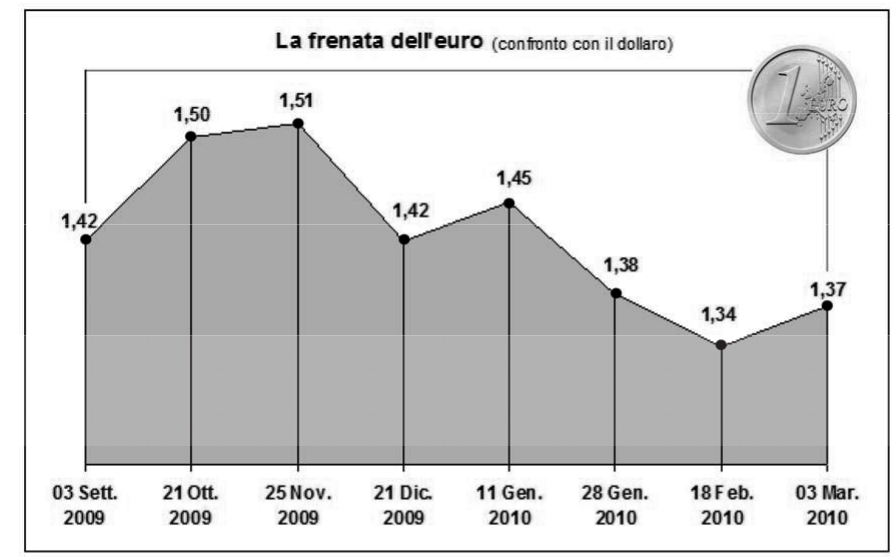 La frenata dell'euro (confronto con il dollaro)
1 EURO
1,42
1,50
1,51
1,42
1,45
1,38
1,34
1,37
03 Sett. 2009
21 Ott. 2009
25 Nov. 2009
21 Dic. 2009
11 Gen. 2010
28 Gen. 2010
18 Feb. 2010
03 Mar. 2010